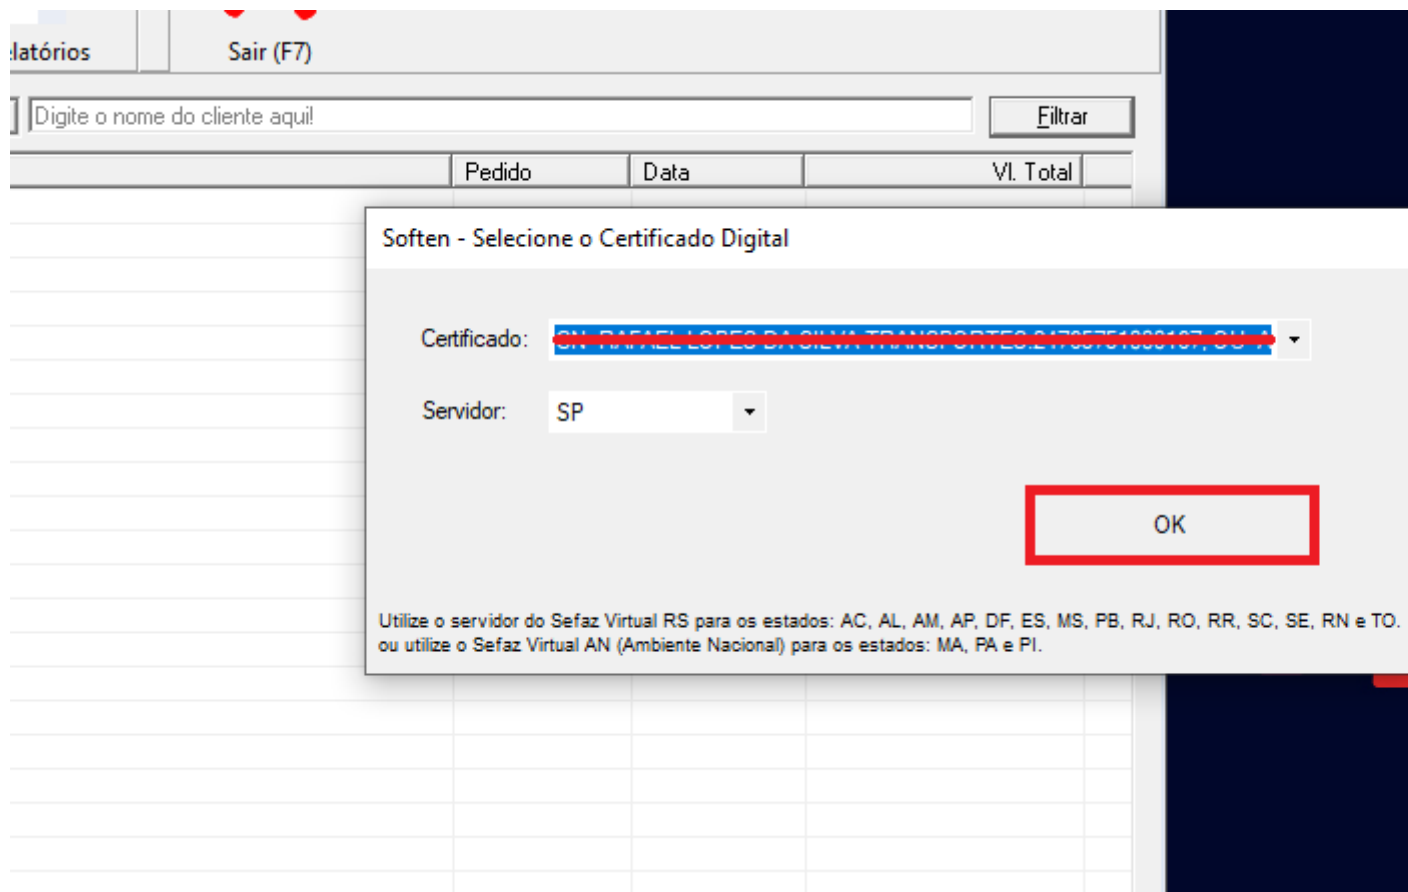 elatórios
Sair (F7)
Digite o nome do cliente aqui!
Filtrar
Pedido
Data
Vl. Total
Soften - Selecione o Certificado Digital
Certificado:
Servidor:
SP
OK
Utilize o servidor do Sefaz Virtual RS para os estados: AC, AL, AM, AP, DF, ES, MS, PB, RJ, RO, RR, SC, SE, RN e TO.
ou utilize o Sefaz Virtual AN (Ambiente Nacional) para os estados: MA, PA e PI.